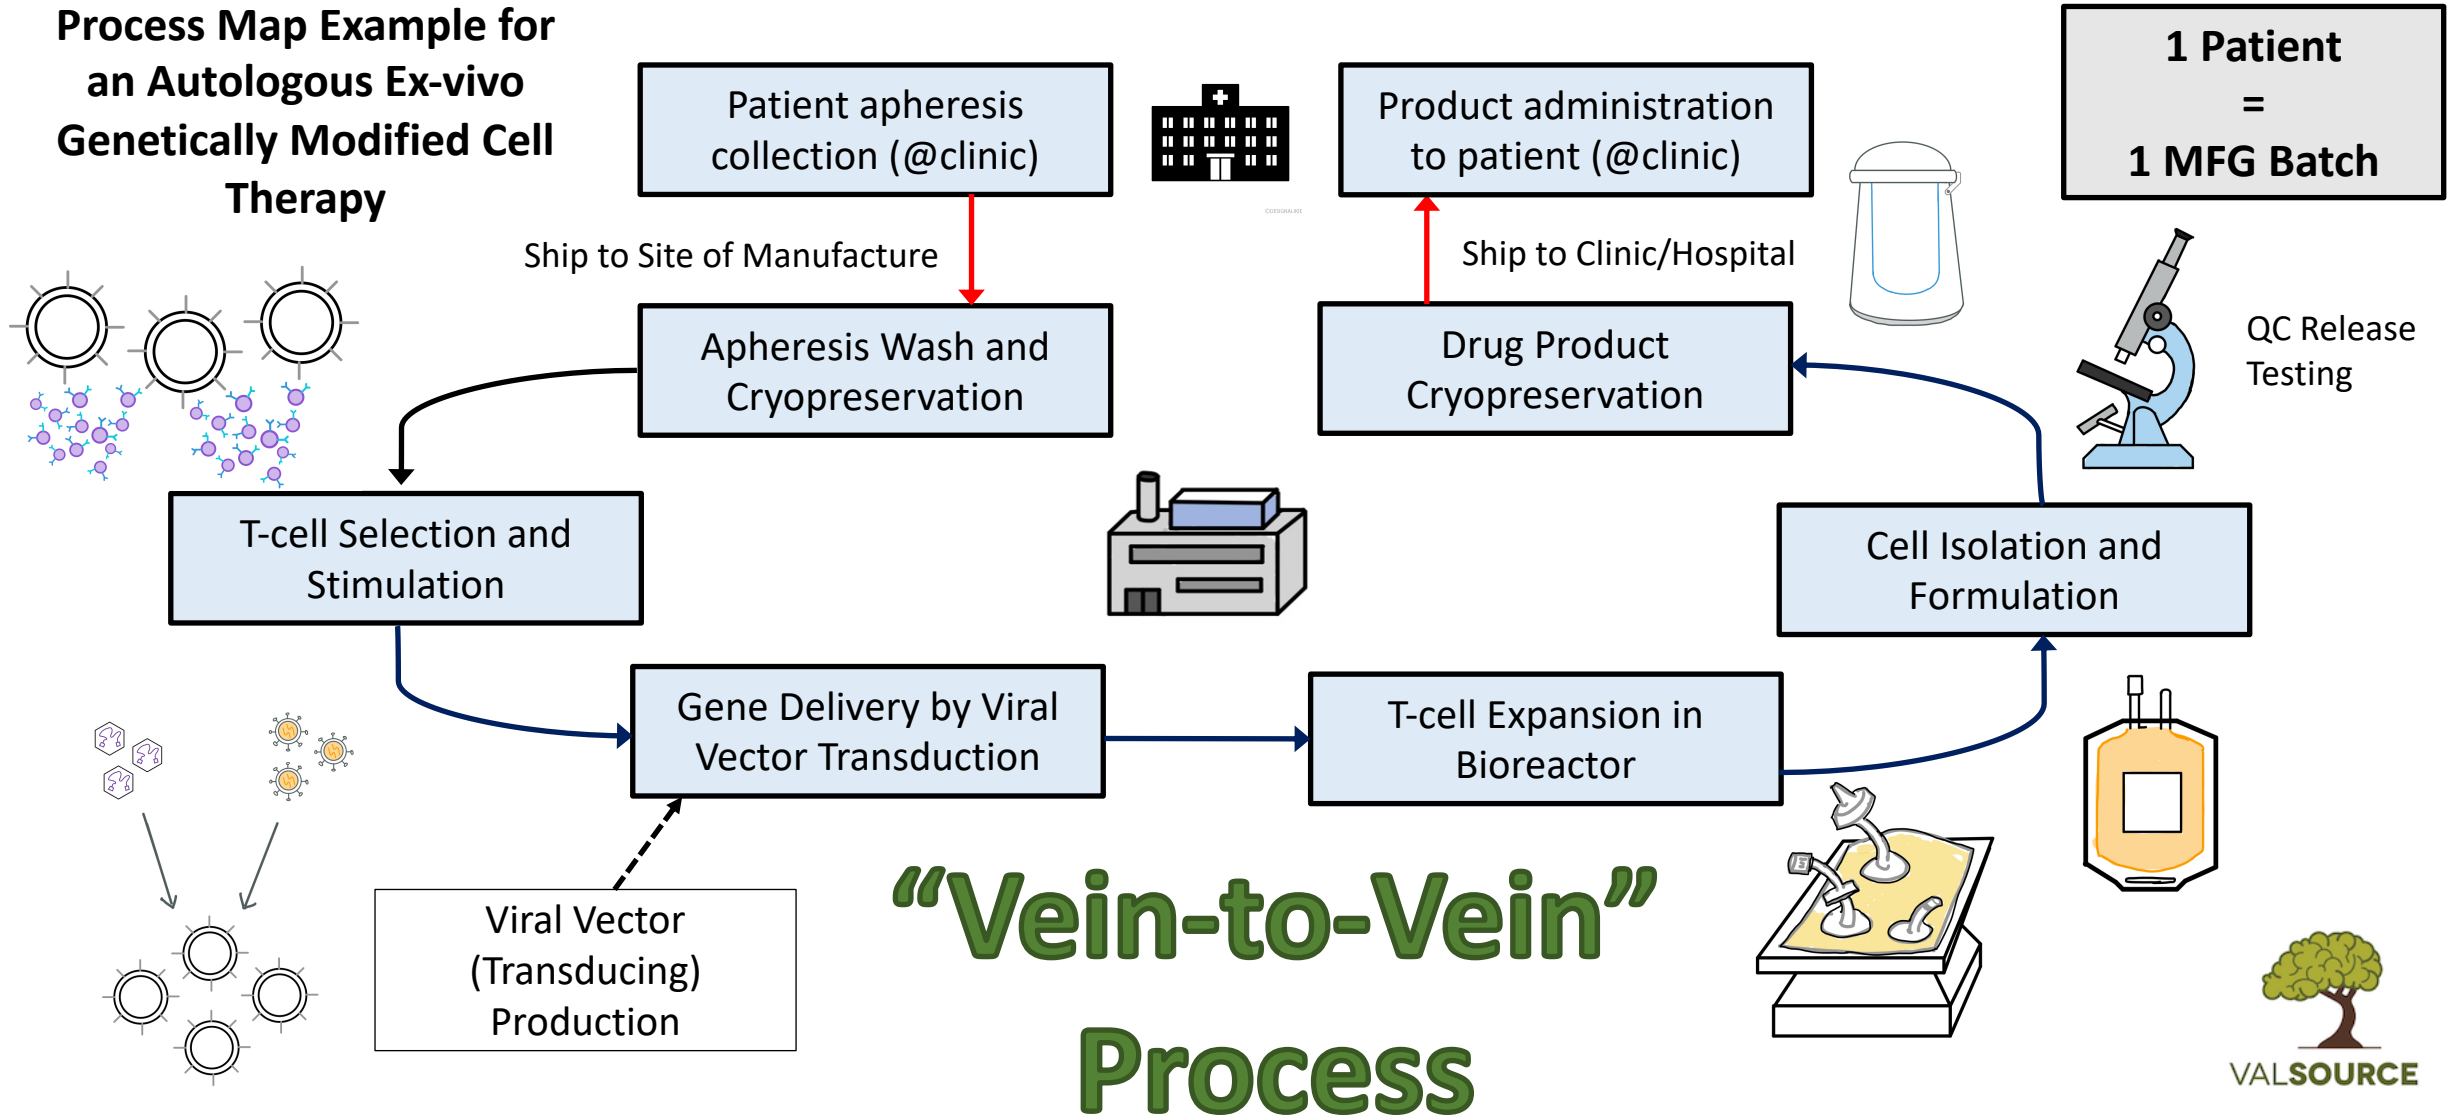 Process Map Example for
an Autologous Ex-vivo
Genetically Modified Cell
Therapy
Patient apheresis
collection (@clinic)
Product administration
to patient (@clinic)
1 Patient
=
1 MFG Batch
©DESIGNALIKIE
Ship to Site of Manufacture
Ship to Clinic/Hospital
Apheresis Wash and
Cryopreservation
Drug Product
Cryopreservation
QC Release
Testing
T-cell Selection and
Stimulation
Cell Isolation and
Formulation
Gene Delivery by Viral
Vector Transduction
T-cell Expansion in
Bioreactor
Viral Vector
(Transducing)
Production
“Vein-to-Vein”
Process
VALSOURCE